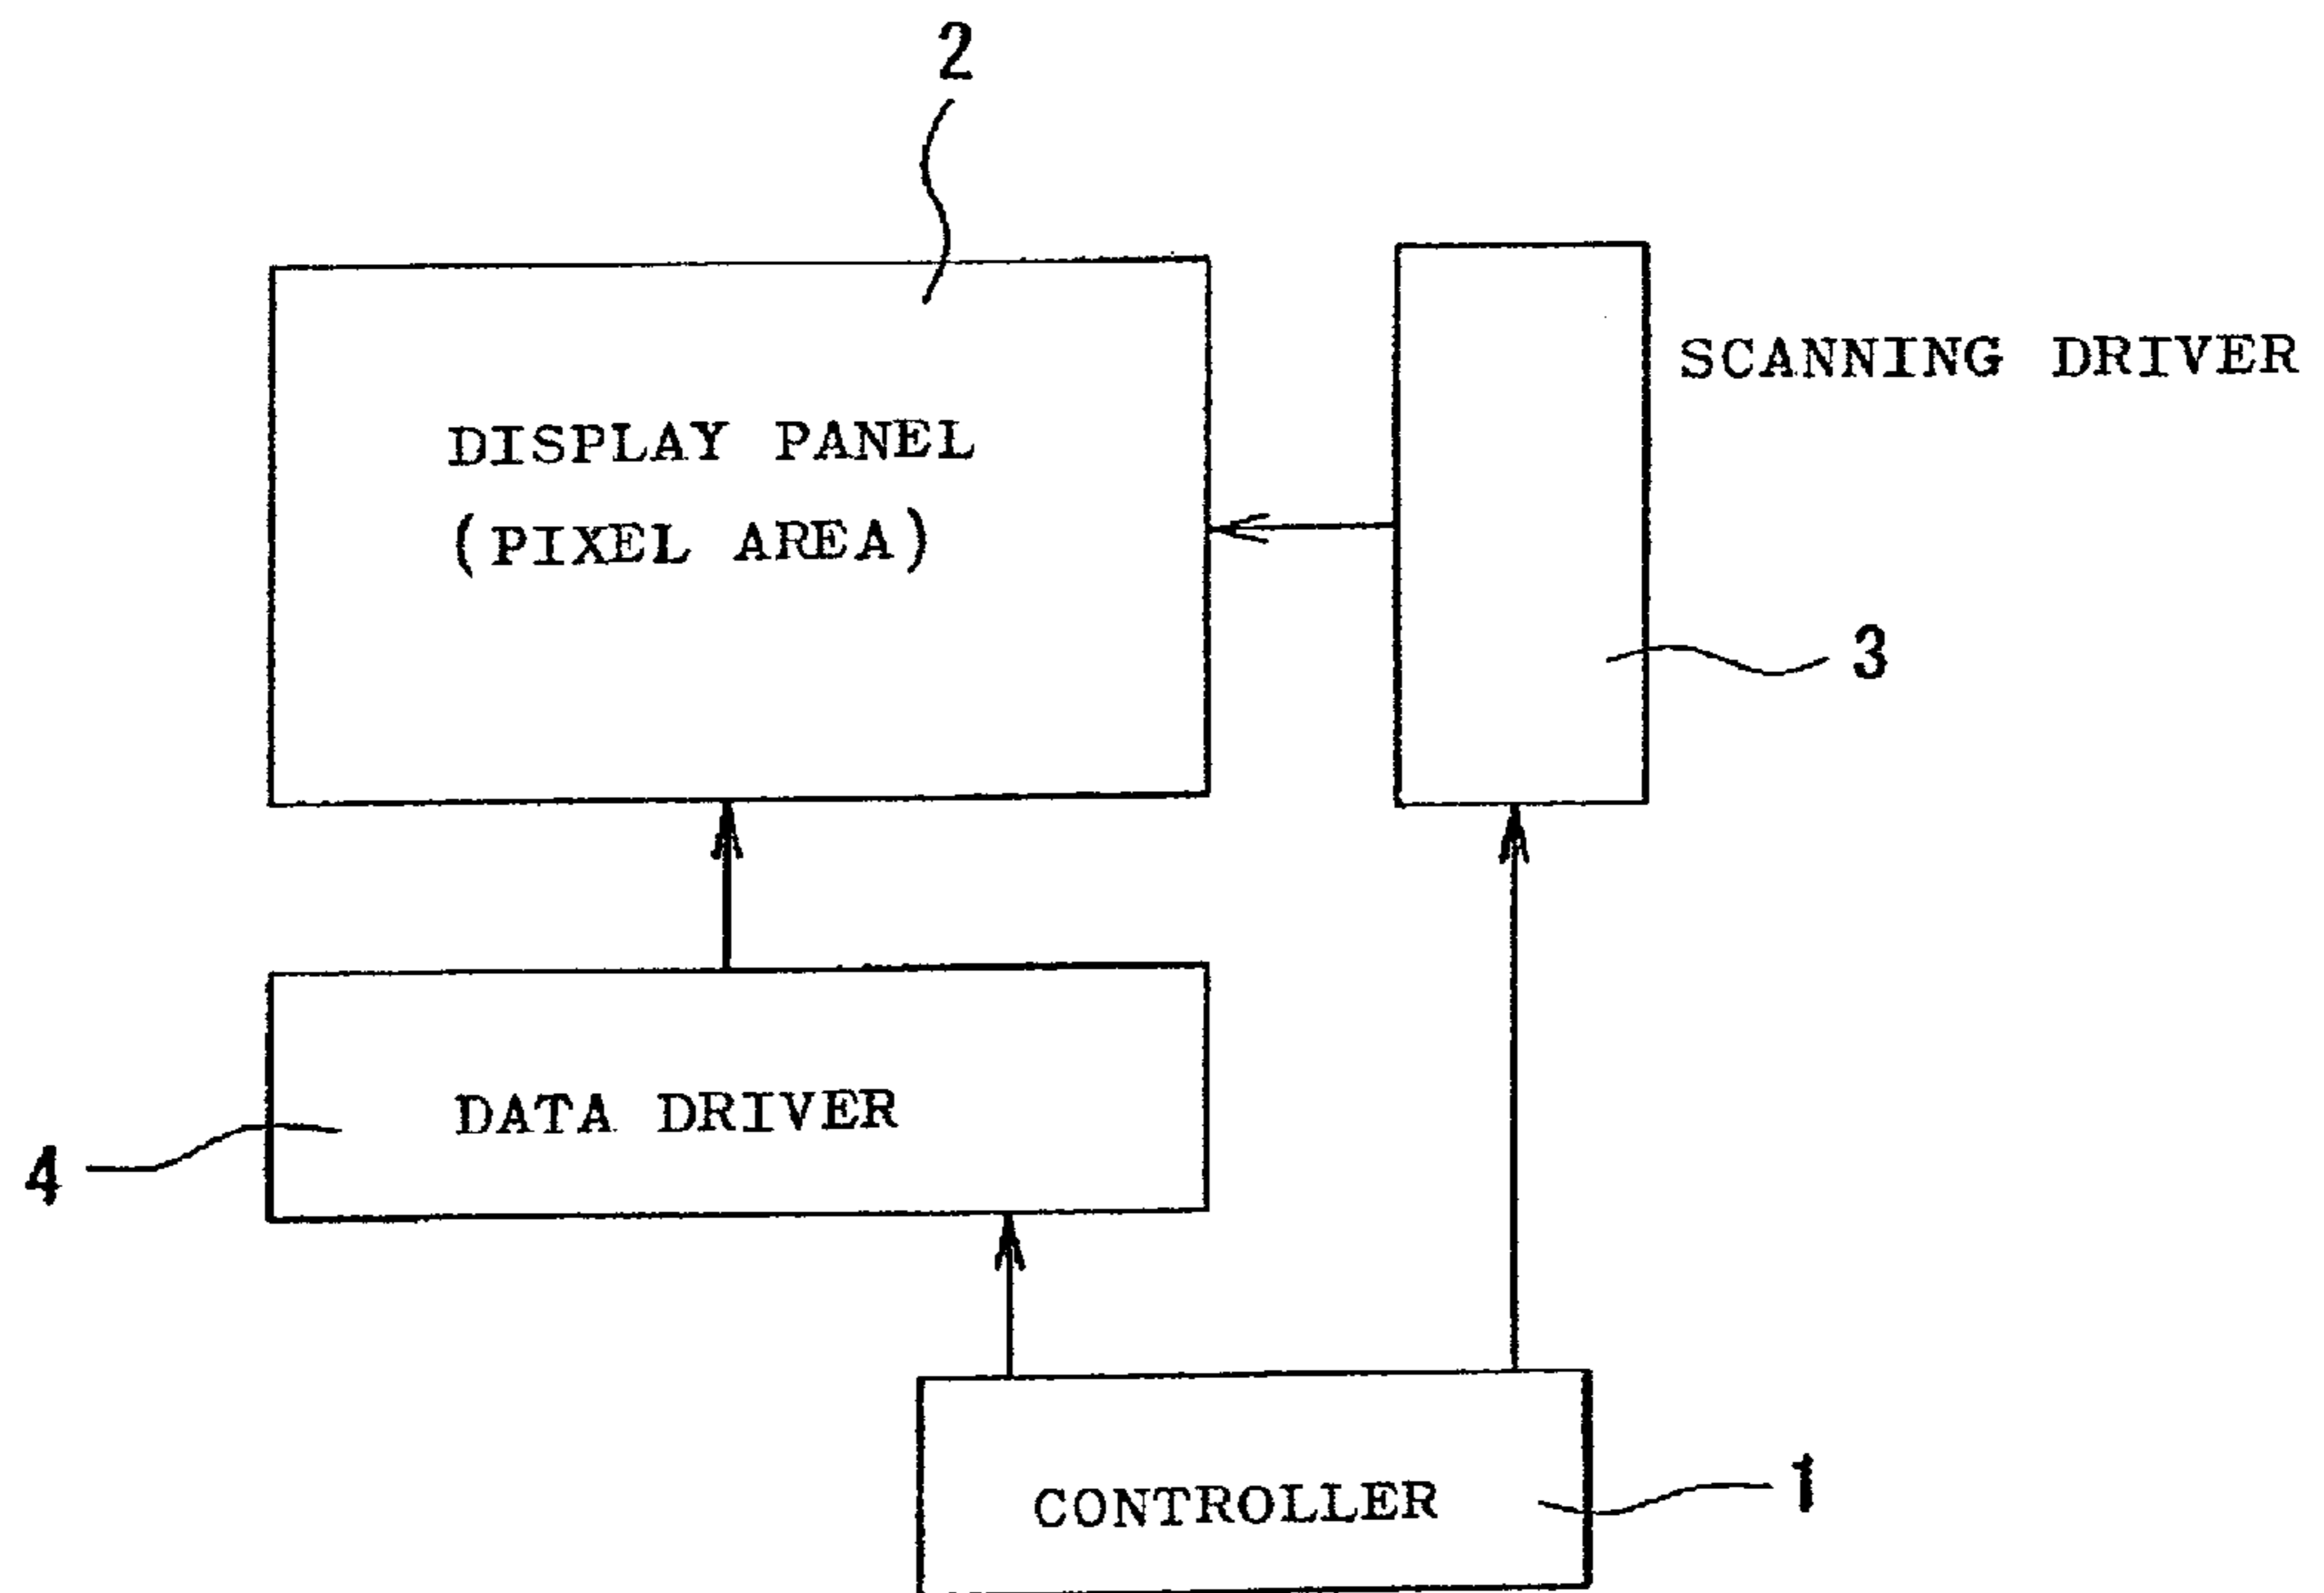 2
SCANNING DRIVER
DISPLAY PANEL
(PIXEL AREA)
3
DATA DRIVER
4
CONTROLLER
1